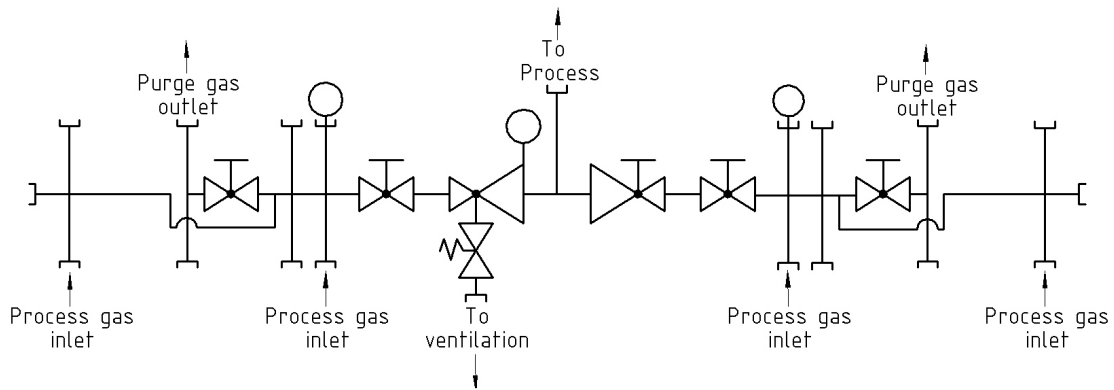 To
Process
Purge gas
outlet
Purge gas
outlet
Process gas
inlet
Process gas
inlet
To
ventilation
Process gas
inlet
Process gas
inlet